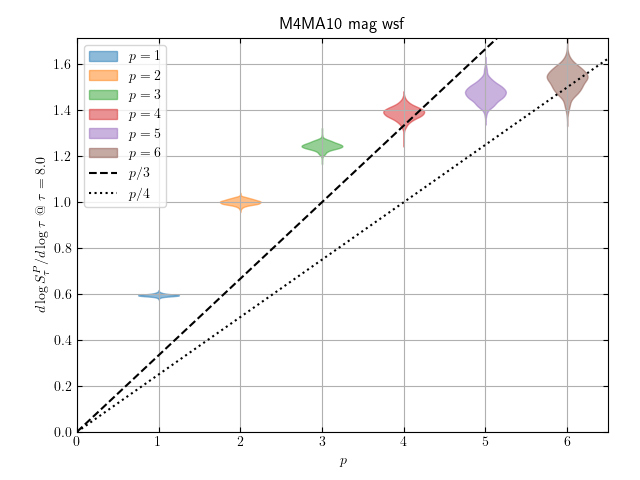 M4MA10 mag wsf
p = 1
p = 2
p = 3
p = 4
p = 5
p = 6
p/3
p/4
d log S_τ^P / d log τ @ τ = 8.0
1.6
1.4
1.2
1.0
0.8
0.6
0.4
0.2
0.0
0 1 2 3 4 5 6
p